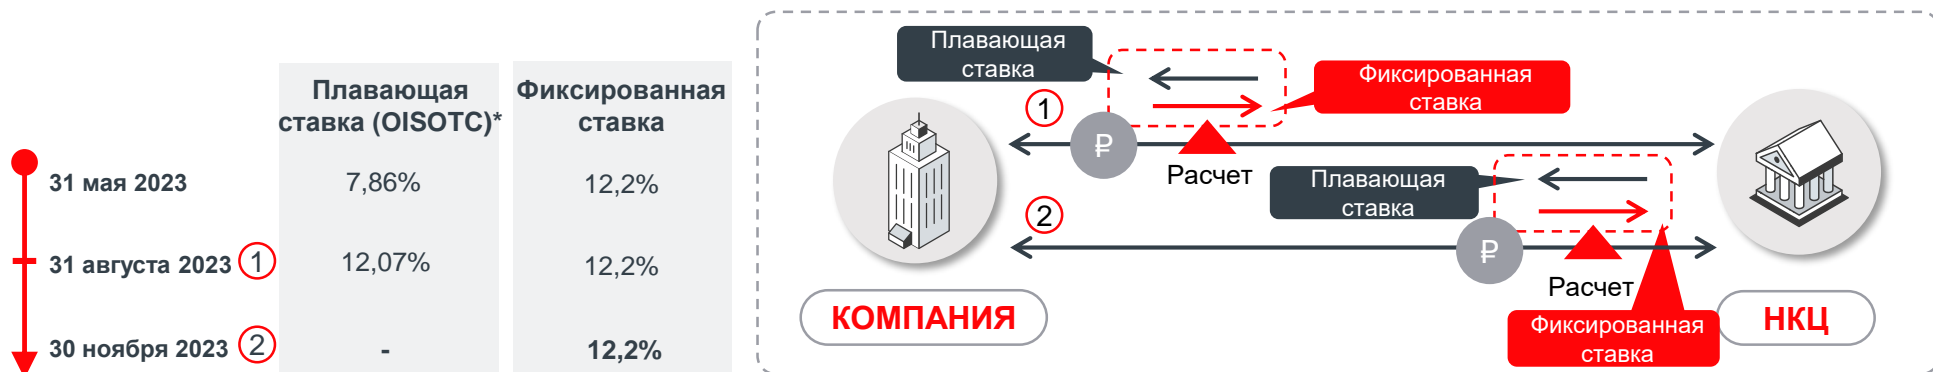 Плавающая
ставка (OISOTC)*
Фиксированная
ставка
31 мая 2023
7,86%
12,2%
31 августа 2023
1
12,07%
12,2%
30 ноября 2023
2
-
12,2%
Плавающая
ставка
Фиксированная
ставка
1
₽
Расчет
Плавающая
ставка
2
₽
Расчет
Фиксированная
ставка
КОМПАНИЯ
НКЦ